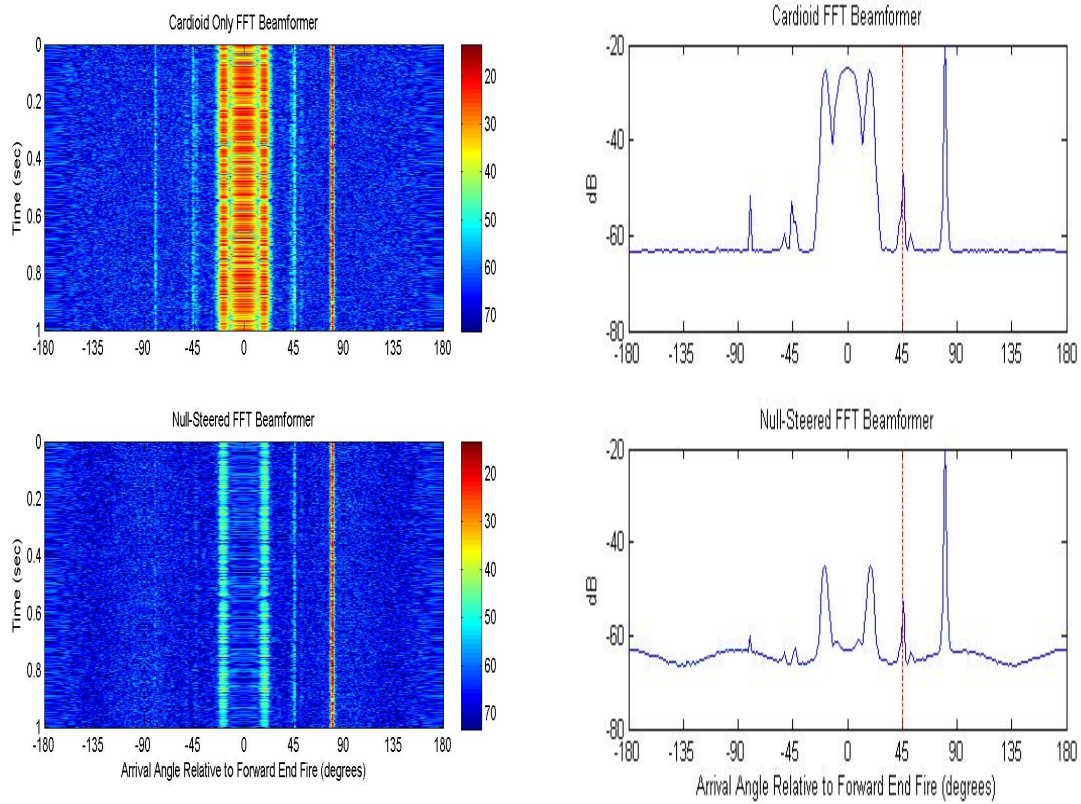 Cardioid Only FFT Beamformer
0
0.2
0.4
0.6
0.8
1
Time (sec)
-180 -135 -90 -45 0 45 90 135 180
20
30
40
50
60
70
Cardioid FFT Beamformer
-20
-40
-60
-80
dB
-180 -135 -90 -45 0 45 90 135 180
Null-Steered FFT Beamformer
0
0.2
0.4
0.6
0.8
1
Time (sec)
-180 -135 -90 -45 0 45 90 135 180
Arrival Angle Relative to Forward End Fire (degrees)
20
30
40
50
60
70
Null-Steered FFT Beamformer
-20
-40
-60
-80
dB
-180 -135 -90 -45 0 45 90 135 180
Arrival Angle Relative to Forward End Fire (degrees)